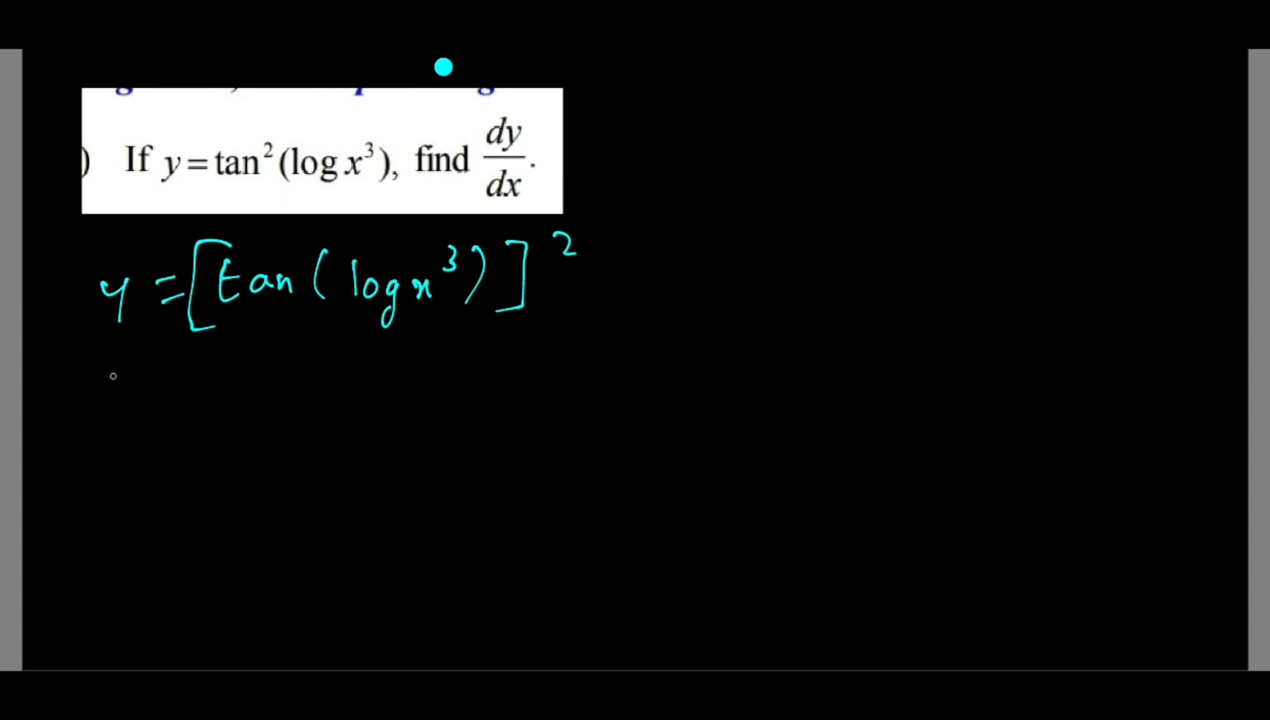 ) If y = tan² (log x³), find dy/dx.
y = [tan(log x³)]²